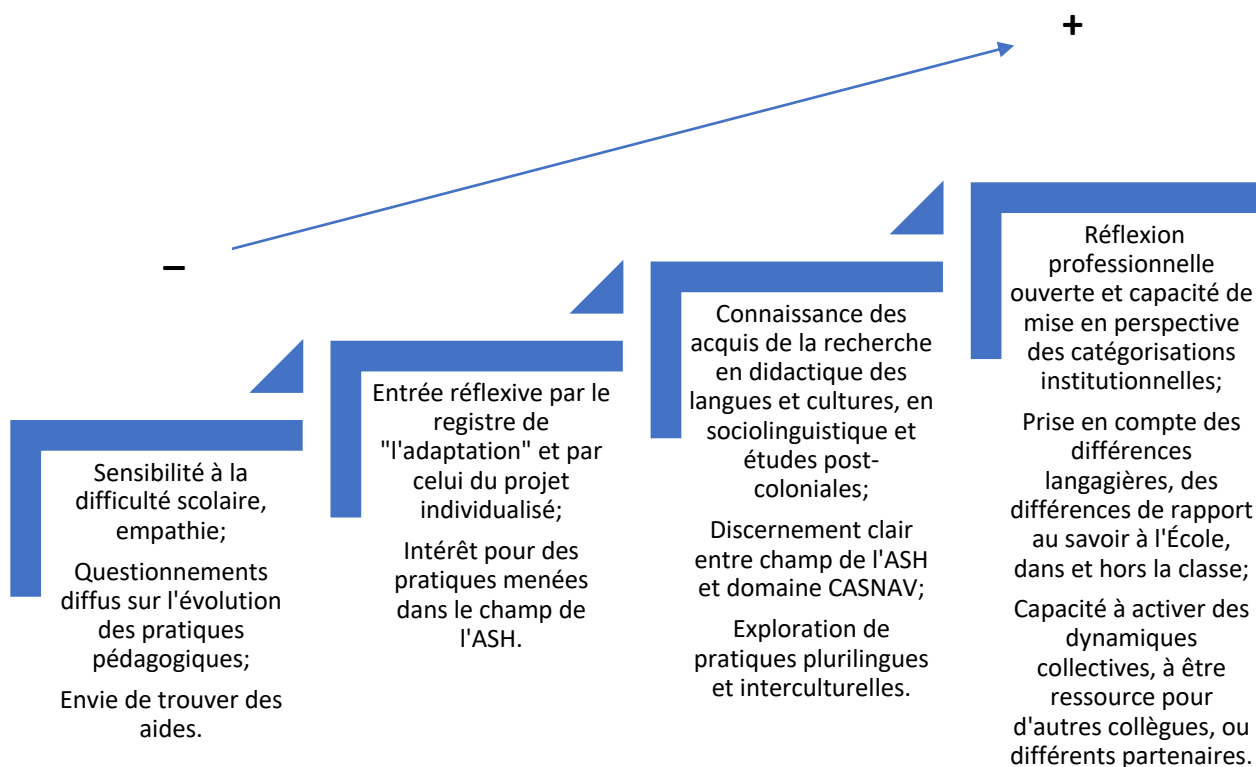 +
–
Sensibilité à la
difficulté scolaire,
empathie;
Questionnements
diffus sur l'évolution
des pratiques
pédagogiques;
Envie de trouver des
aides.
Entrée réflexive par le
registre de
"l'adaptation" et par
celui du projet
individualisé;
Intérêt pour des
pratiques menées
dans le champ de
l'ASH.
Connaissance des
acquis de la recherche
en didactique des
langues et cultures, en
sociolinguistique et
études post-
coloniales;
Discernement clair
entre champ de l'ASH
et domaine CASNAV;
Exploration de
pratiques plurilingues
et interculturelles.
Réflexion
professionnelle
ouverte et capacité de
mise en perspective
des catégorisations
institutionnelles;
Prise en compte des
différences
langagières, des
différences de rapport
au savoir à l'École,
dans et hors la classe;
Capacité à activer des
dynamiques
collectives, à être
ressource pour
d'autres collègues, ou
différents partenaires.